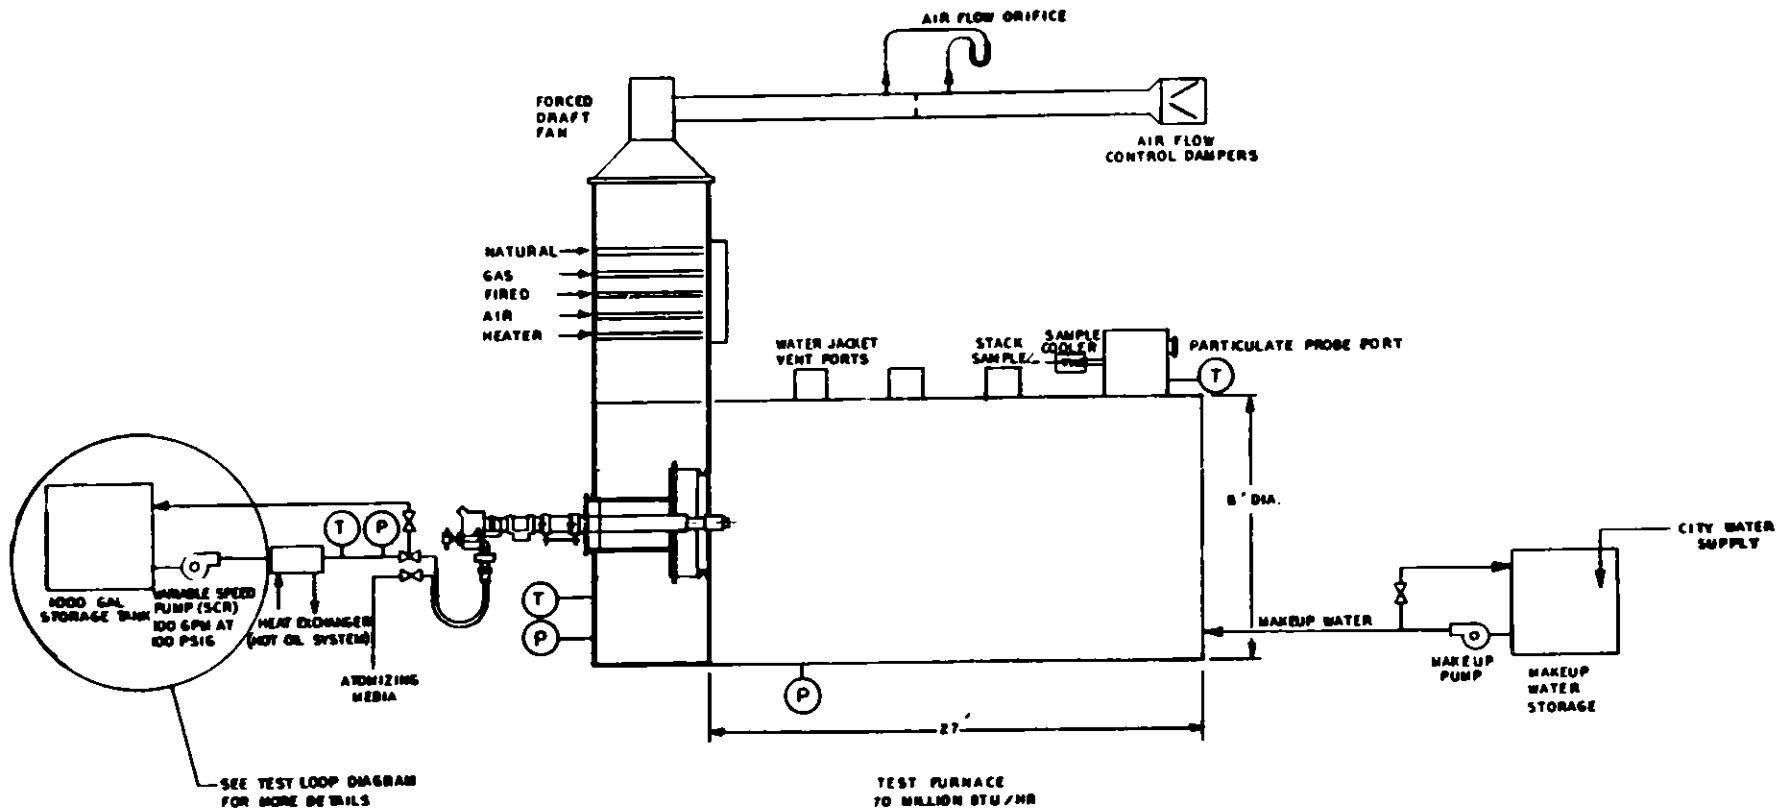 AIR FLOW ORIFICE
FORCED
DRAFT
FAN
AIR FLOW
CONTROL DAMPERS
NATURAL
GAS
FIRED
AIR
HEATER
WATER JACKET
VENT PORTS
STACK
SAMPLE
SAMPLE
COOLER
PARTICULATE PROBE PORT
T
8' DIA.
CITY WATER
SUPPLY
T
P
1000 GAL
STORAGE TANK
VARIABLE SPEED
PUMP (SCR)
100 GPM AT
100 PSIG
HEAT EXCHANGER
(HOT OIL SYSTEM)
ATOMIZING
MEDIA
T
P
P
MAKEUP WATER
MAKEUP
PUMP
MAKEUP
WATER
STORAGE
27'
SEE TEST LOOP DIAGRAM
FOR MORE DETAILS
TEST FURNACE
70 MILLION BTU/HR